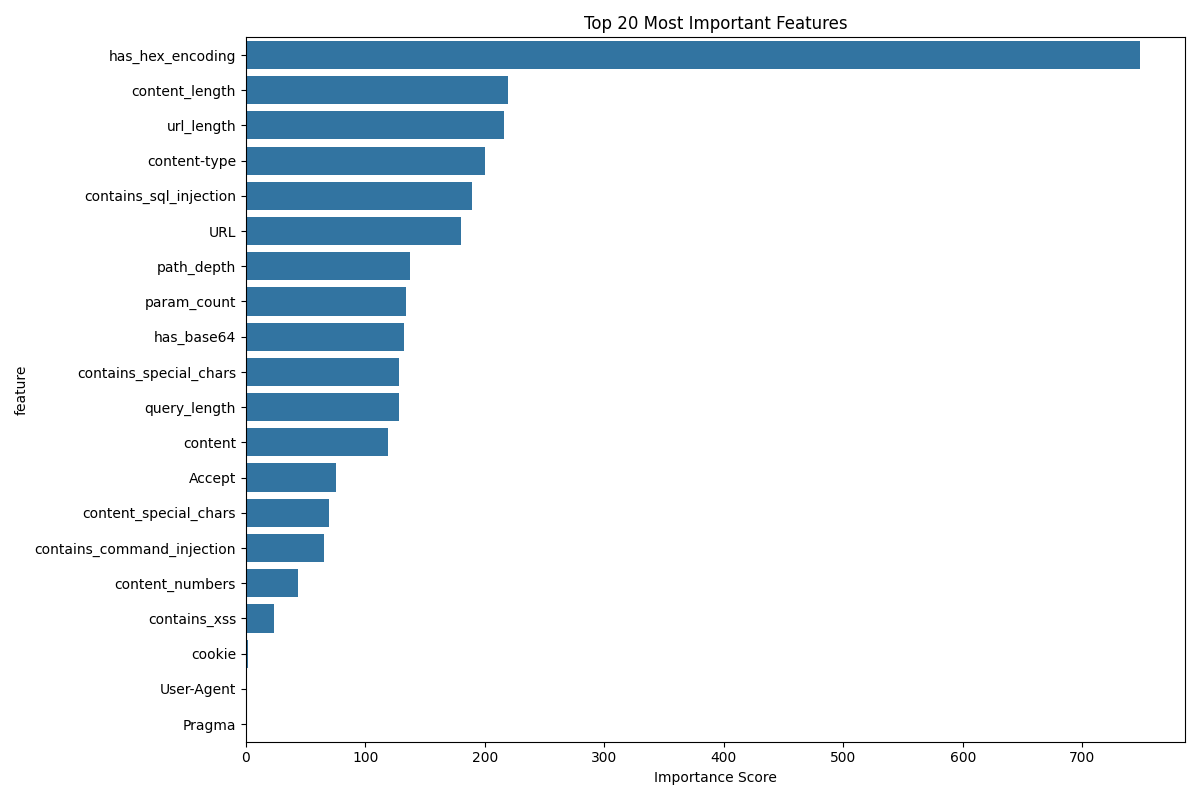 Top 20 Most Important Features
has_hex_encoding
content_length
url_length
content-type
contains_sql_injection
URL
path_depth
param_count
has_base64
contains_special_chars
query_length
content
Accept
content_special_chars
contains_command_injection
content_numbers
contains_xss
cookie
User-Agent
Pragma
feature
0 100 200 300 400 500 600 700
Importance Score